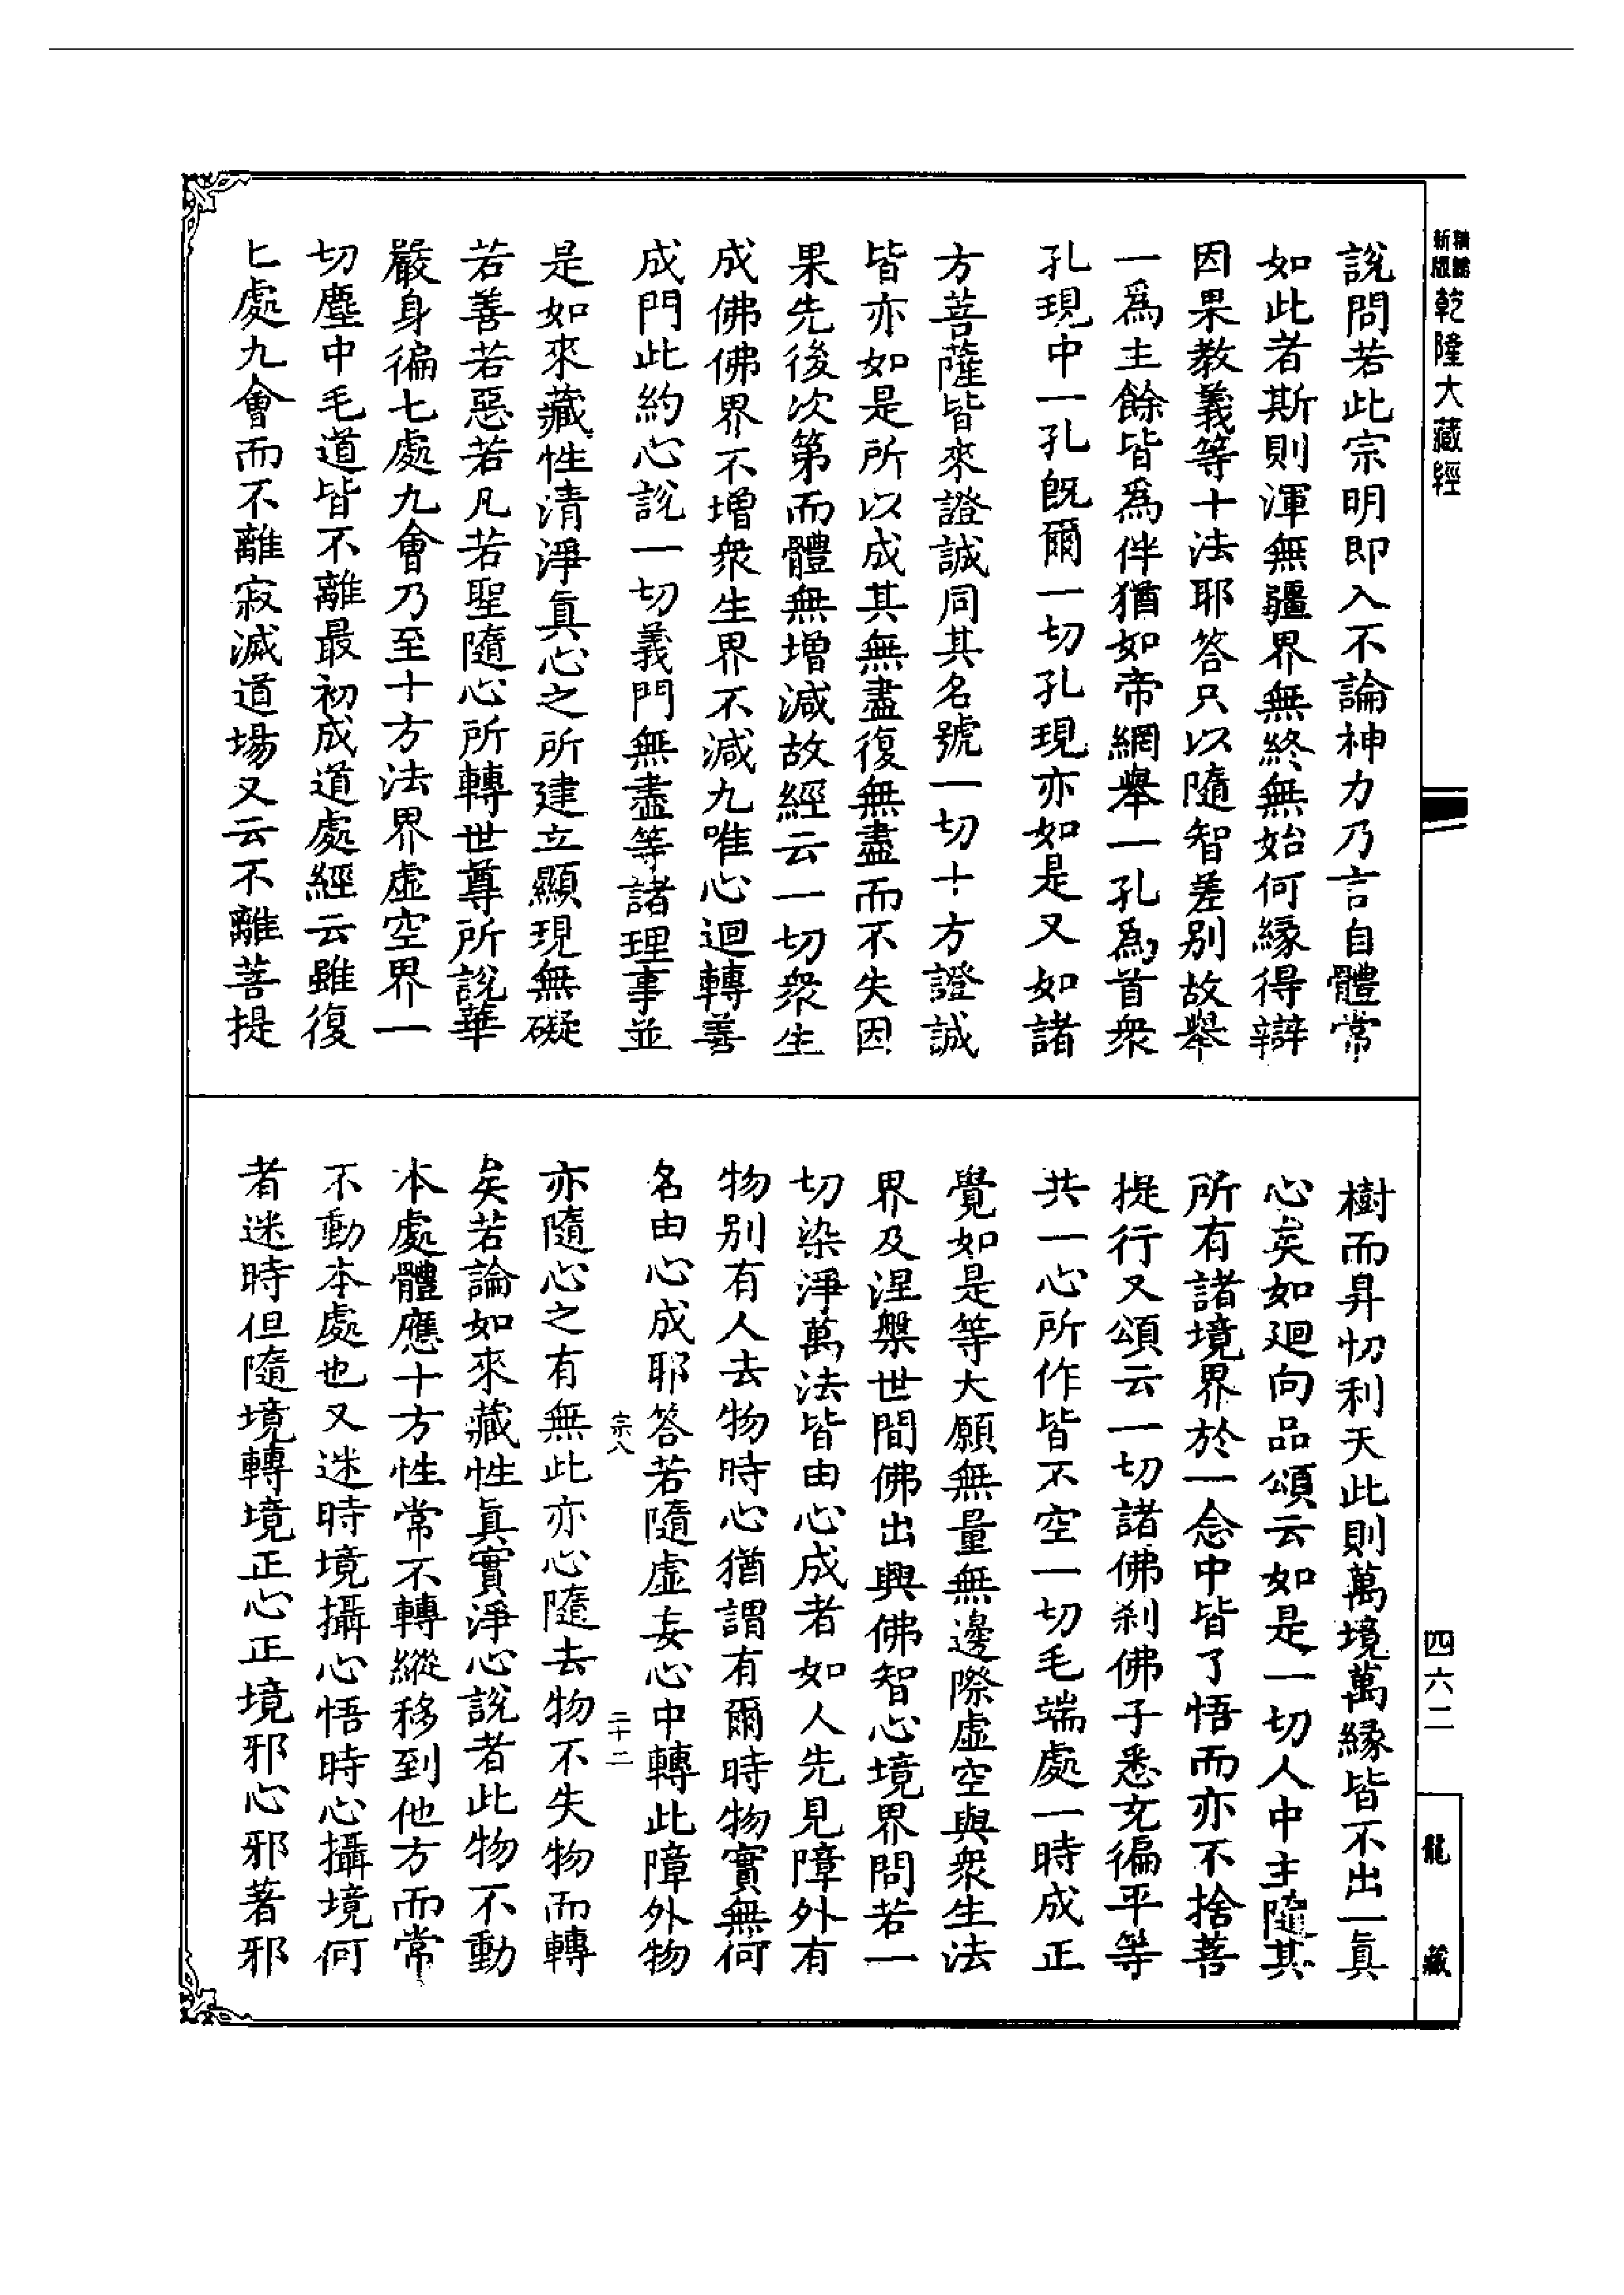 新版
乾隆大藏經
說問若此宗明即入不論神力乃言自體常
如此者斯則渾無疆界無終無始何緣得辯
因果教義等十法耶答只以隨智差別故舉
一爲主餘皆爲伴猶如帝網舉一孔爲首衆
孔現中一孔旣爾一切孔現亦如是又如諸
方菩薩皆來證誠同其名號一切十方證誠
皆亦如是所以成其無盡復無盡而不失因
果先後次第而體無增減故經云一切衆生
成佛佛界不增衆生界不減九唯心迴轉善
成門此約心說一切義門無盡等諸理事並
是如來藏性清淨眞心之所建立顯現無礙
若善若惡若凡若聖隨心所轉世尊所說華
嚴身徧七處九會乃至十方法界虛空界一
切塵中毛道皆不離最初成道處經云雖復
七處九會而不離寂滅道場又云不離菩提
樹而昇忉利天此則萬境萬緣皆不出一眞
心矣如迴向品頌云如是一切人中主隨其
所有諸境界於一念中皆了悟而亦不捨菩
提行又頌云一切諸佛剎佛子悉充徧平等
共一心所作皆不空一切毛端處一時成正
覺如是等大願無量無邊際虛空與衆生法
界及涅槃世間佛出興佛智心境界問若一
切染淨萬法皆由心成者如人先見障外有
物別有人去物時心猶謂有爾時物實無何
名由心成耶答若隨虛妄心中轉此障外物
宗八
二十二
亦隨心之有無此亦心隨去物不失物而轉
矣若論如來藏性眞實淨心說者此物不動
本處體應十方性常不轉縱移到他方而常
不動本處也又迷時境攝心悟時心攝境何
者迷時但隨境轉境正心正境邪心邪著邪
四六二
龍藏